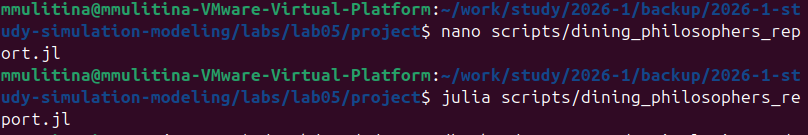 mmulitina@mmulitina-VMware-Virtual-Platform:~/work/study/2026-1/backup/2026-1-st
udy-simulation-modeling/labs/lab05/project$ nano scripts/dining_philosophers_rep
ort.jl
mmulitina@mmulitina-VMware-Virtual-Platform:~/work/study/2026-1/backup/2026-1-st
udy-simulation-modeling/labs/lab05/project$ julia scripts/dining_philosophers_re
port.jl